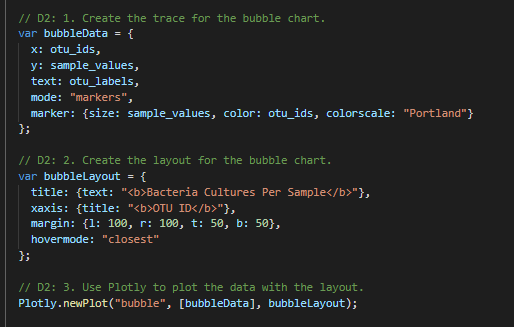 // D2: 1. Create the trace for the bubble chart.
var bubbleData = {
  x: otu_ids,
  y: sample_values,
  text: otu_labels,
  mode: "markers",
  marker: {size: sample_values, color: otu_ids, colorscale: "Portland"}
};
// D2: 2. Create the layout for the bubble chart.
var bubbleLayout = {
  title: {text: "<b>Bacteria Cultures Per Sample</b>"},
  xaxis: {title: "<b>OTU ID</b>"},
  margin: {l: 100, r: 100, t: 50, b: 50},
  hovermode: "closest"
};
// D2: 3. Use Plotly to plot the data with the layout.
Plotly.newPlot("bubble", [bubbleData], bubbleLayout);